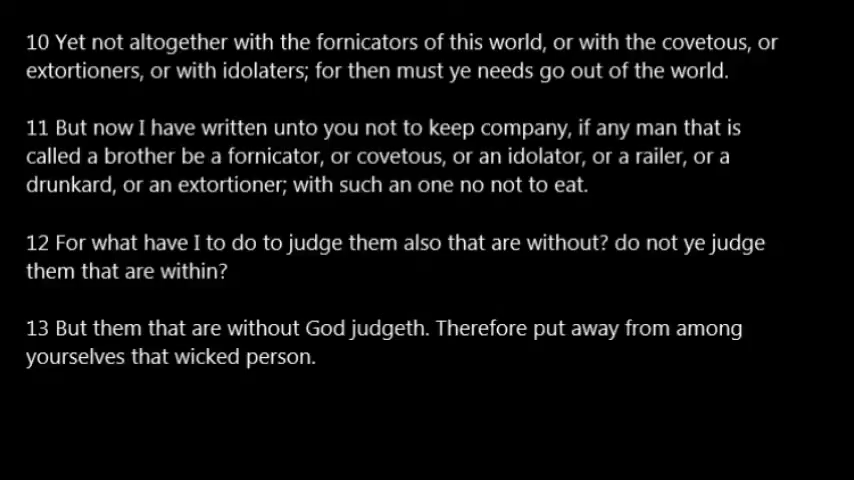 10 Yet not altogether with the fornicators of this world, or with the covetous, or
extortioners, or with idolaters; for then must ye needs go out of the world.
11 But now I have written unto you not to keep company, if any man that is
called a brother be a fornicator, or covetous, or an idolator, or a railer, or a
drunkard, or an extortioner; with such an one no not to eat.
12 For what have I to do to judge them also that are without? do not ye judge
them that are within?
13 But them that are without God judgeth. Therefore put away from among
yourselves that wicked person.